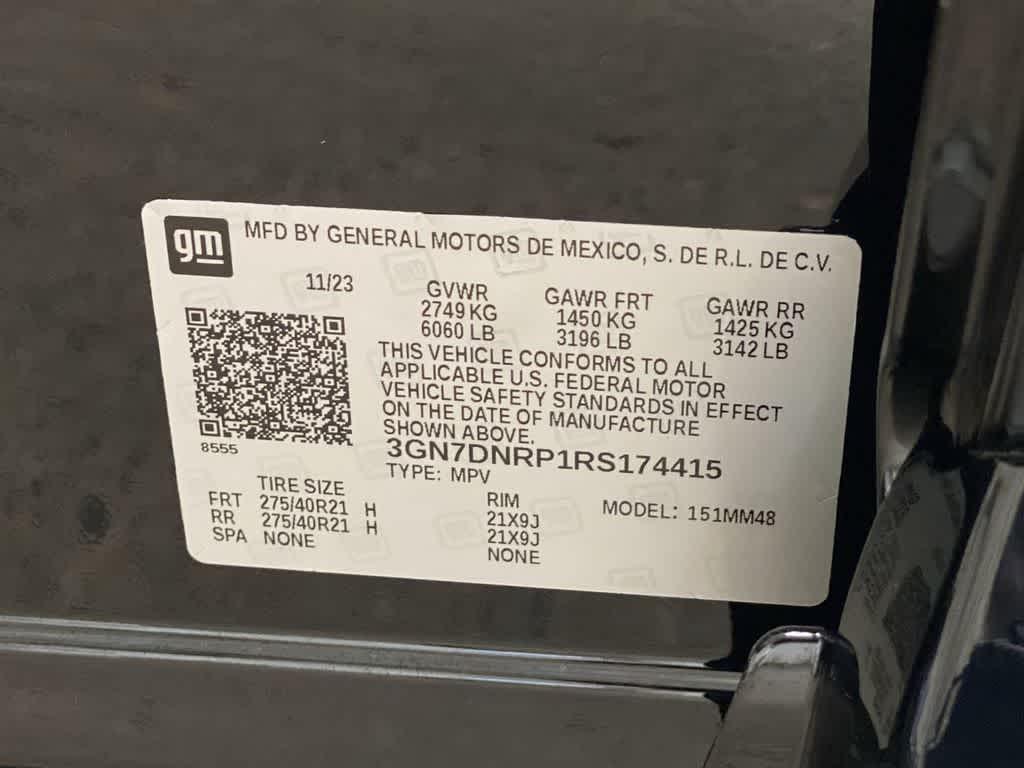 gm
MFD BY GENERAL MOTORS DE MEXICO, S. DE R.L. DE C.V.
11/23
GVWR GAWR FRT GAWR RR
2749 KG 1450 KG 1425 KG
6060 LB 3196 LB 3142 LB
THIS VEHICLE CONFORMS TO ALL
APPLICABLE U.S. FEDERAL MOTOR
VEHICLE SAFETY STANDARDS IN EFFECT
ON THE DATE OF MANUFACTURE
SHOWN ABOVE.
8555
3GN7DNRP1RS174415
TYPE: MPV
TIRE SIZE RIM MODEL: 151MM48
FRT 275/40R21 H 21X9J
RR 275/40R21 H 21X9J
SPA NONE NONE